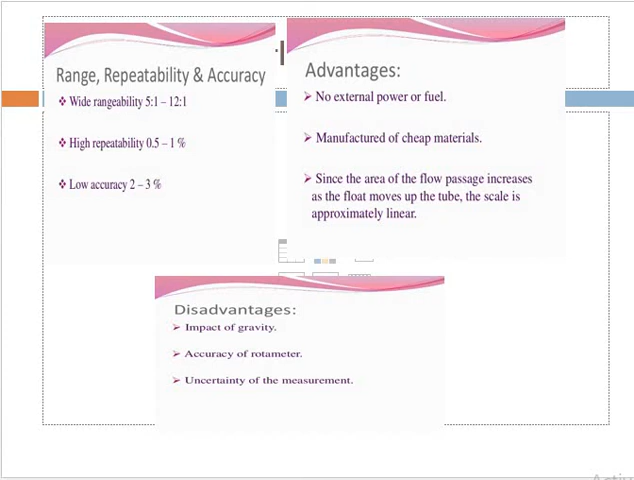 Range, Repeatability & Accuracy
❖ Wide rangeability 5:1 – 12:1
❖ High repeatability 0.5 – 1 %
❖ Low accuracy 2 – 3 %
Advantages:
➢ No external power or fuel.
➢ Manufactured of cheap materials.
➢ Since the area of the flow passage increases
as the float moves up the tube, the scale is
approximately linear.
Disadvantages:
➢ Impact of gravity.
➢ Accuracy of rotameter.
➢ Uncertainty of the measurement.